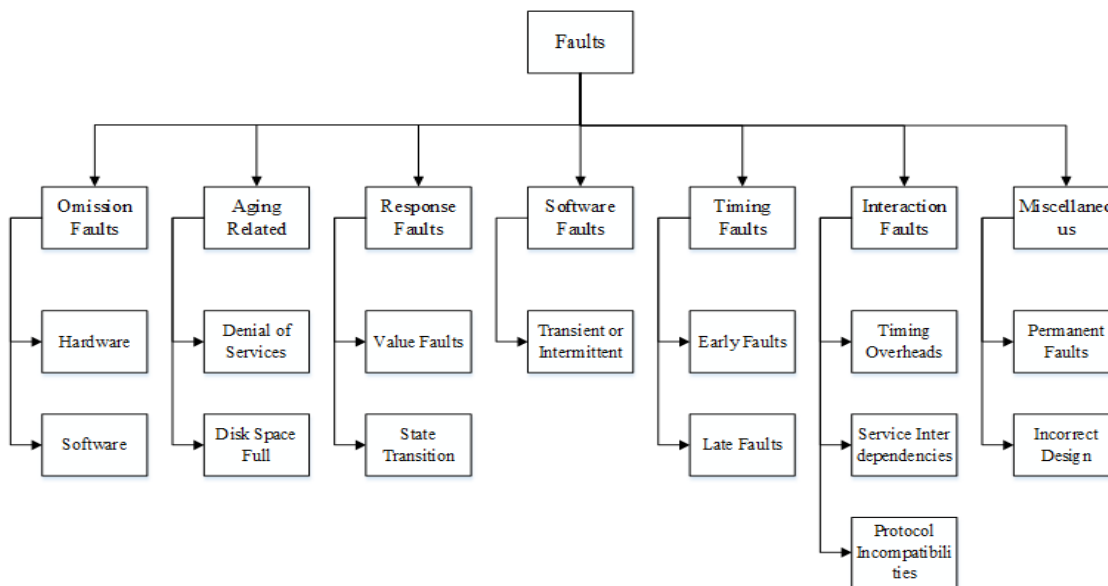 Faults
Omission
Faults
Aging
Related
Response
Faults
Software
Faults
Timing
Faults
Interaction
Faults
Miscellaneo
us
Hardware
Denial of
Services
Value Faults
Transient or
Intermittent
Early Faults
Timing
Overheads
Permanent
Faults
Software
Disk Space
Full
State
Transition
Late Faults
Service Inter
dependencies
Incorrect
Design
Protocol
Incompatibili
ties